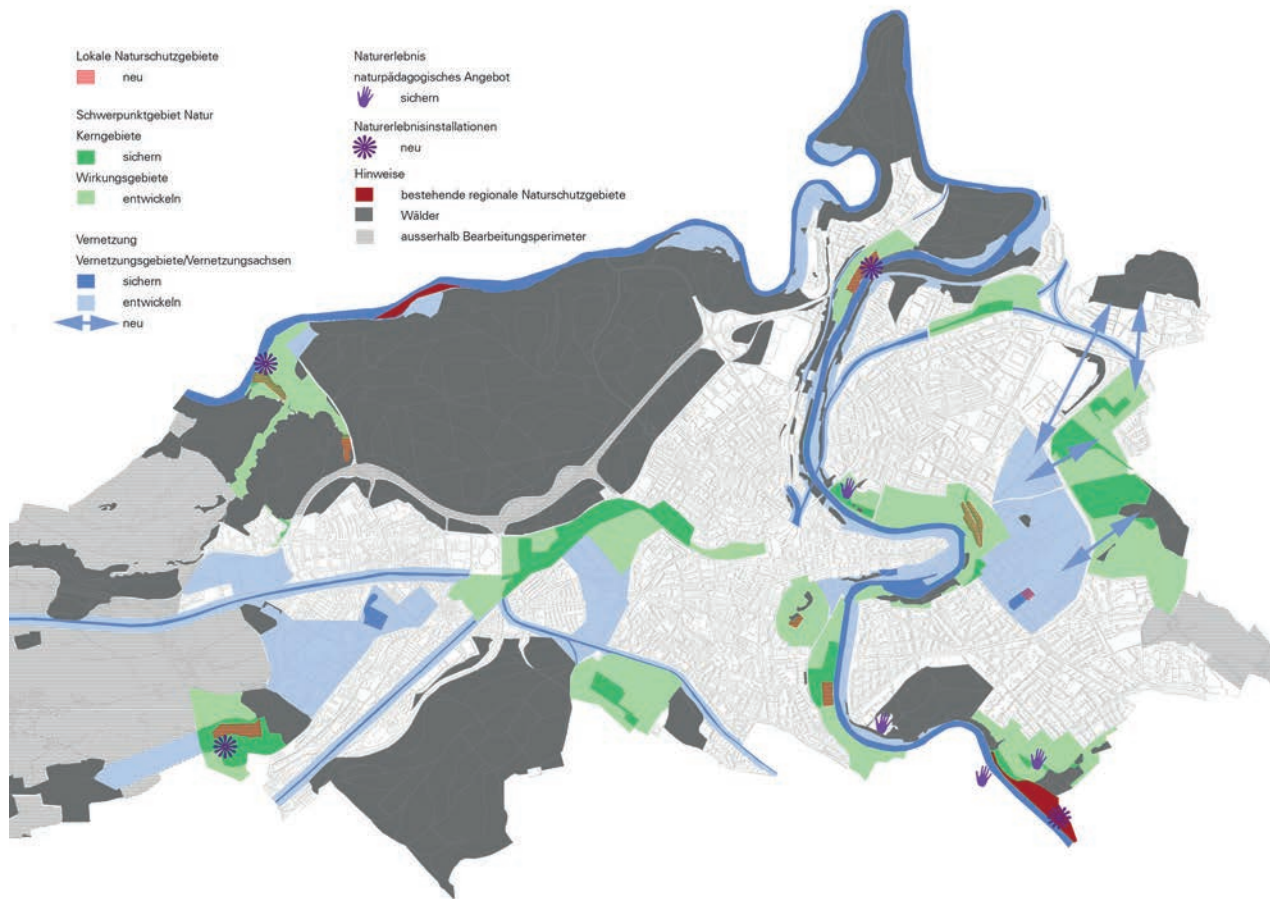 Lokale Naturschutzgebiete
neu
Schwerpunktgebiet Natur
Kerngebiete
sichern
Wirkungsgebiete
entwickeln
Vernetzung
Vernetzungsgebiete/Vernetzungsachsen
sichern
entwickeln
neu
Naturerlebnis
naturpädagogisches Angebot
sichern
Naturerlebnisinstallationen
neu
Hinweise
bestehende regionale Naturschutzgebiete
Wälder
ausserhalb Bearbeitungsperimeter